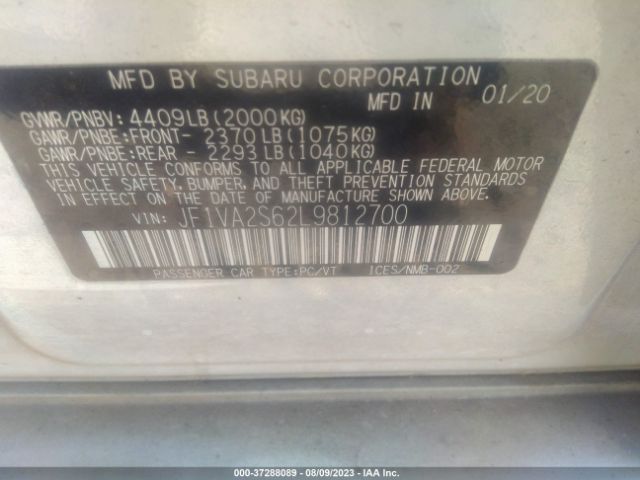 MFD BY SUBARU CORPORATION
MFD IN 01/20
GVWR/PNBV: 4409LB(2000KG)
GAWR/PNBE:FRONT- 2370LB(1075KG)
GAWR/PNBE:REAR - 2293LB(1040KG)
THIS VEHICLE CONFORMS TO ALL APPLICABLE FEDERAL MOTOR
VEHICLE SAFETY, BUMPER, AND THEFT PREVENTION STANDARDS
IN EFFECT ON THE DATE OF MANUFACTURE SHOWN ABOVE.
VIN: JF1VA2S62L9812700
PASSENGER CAR TYPE:PC/VT ICES/NMB-002
000-37288089 - 08/09/2023 - IAA Inc.